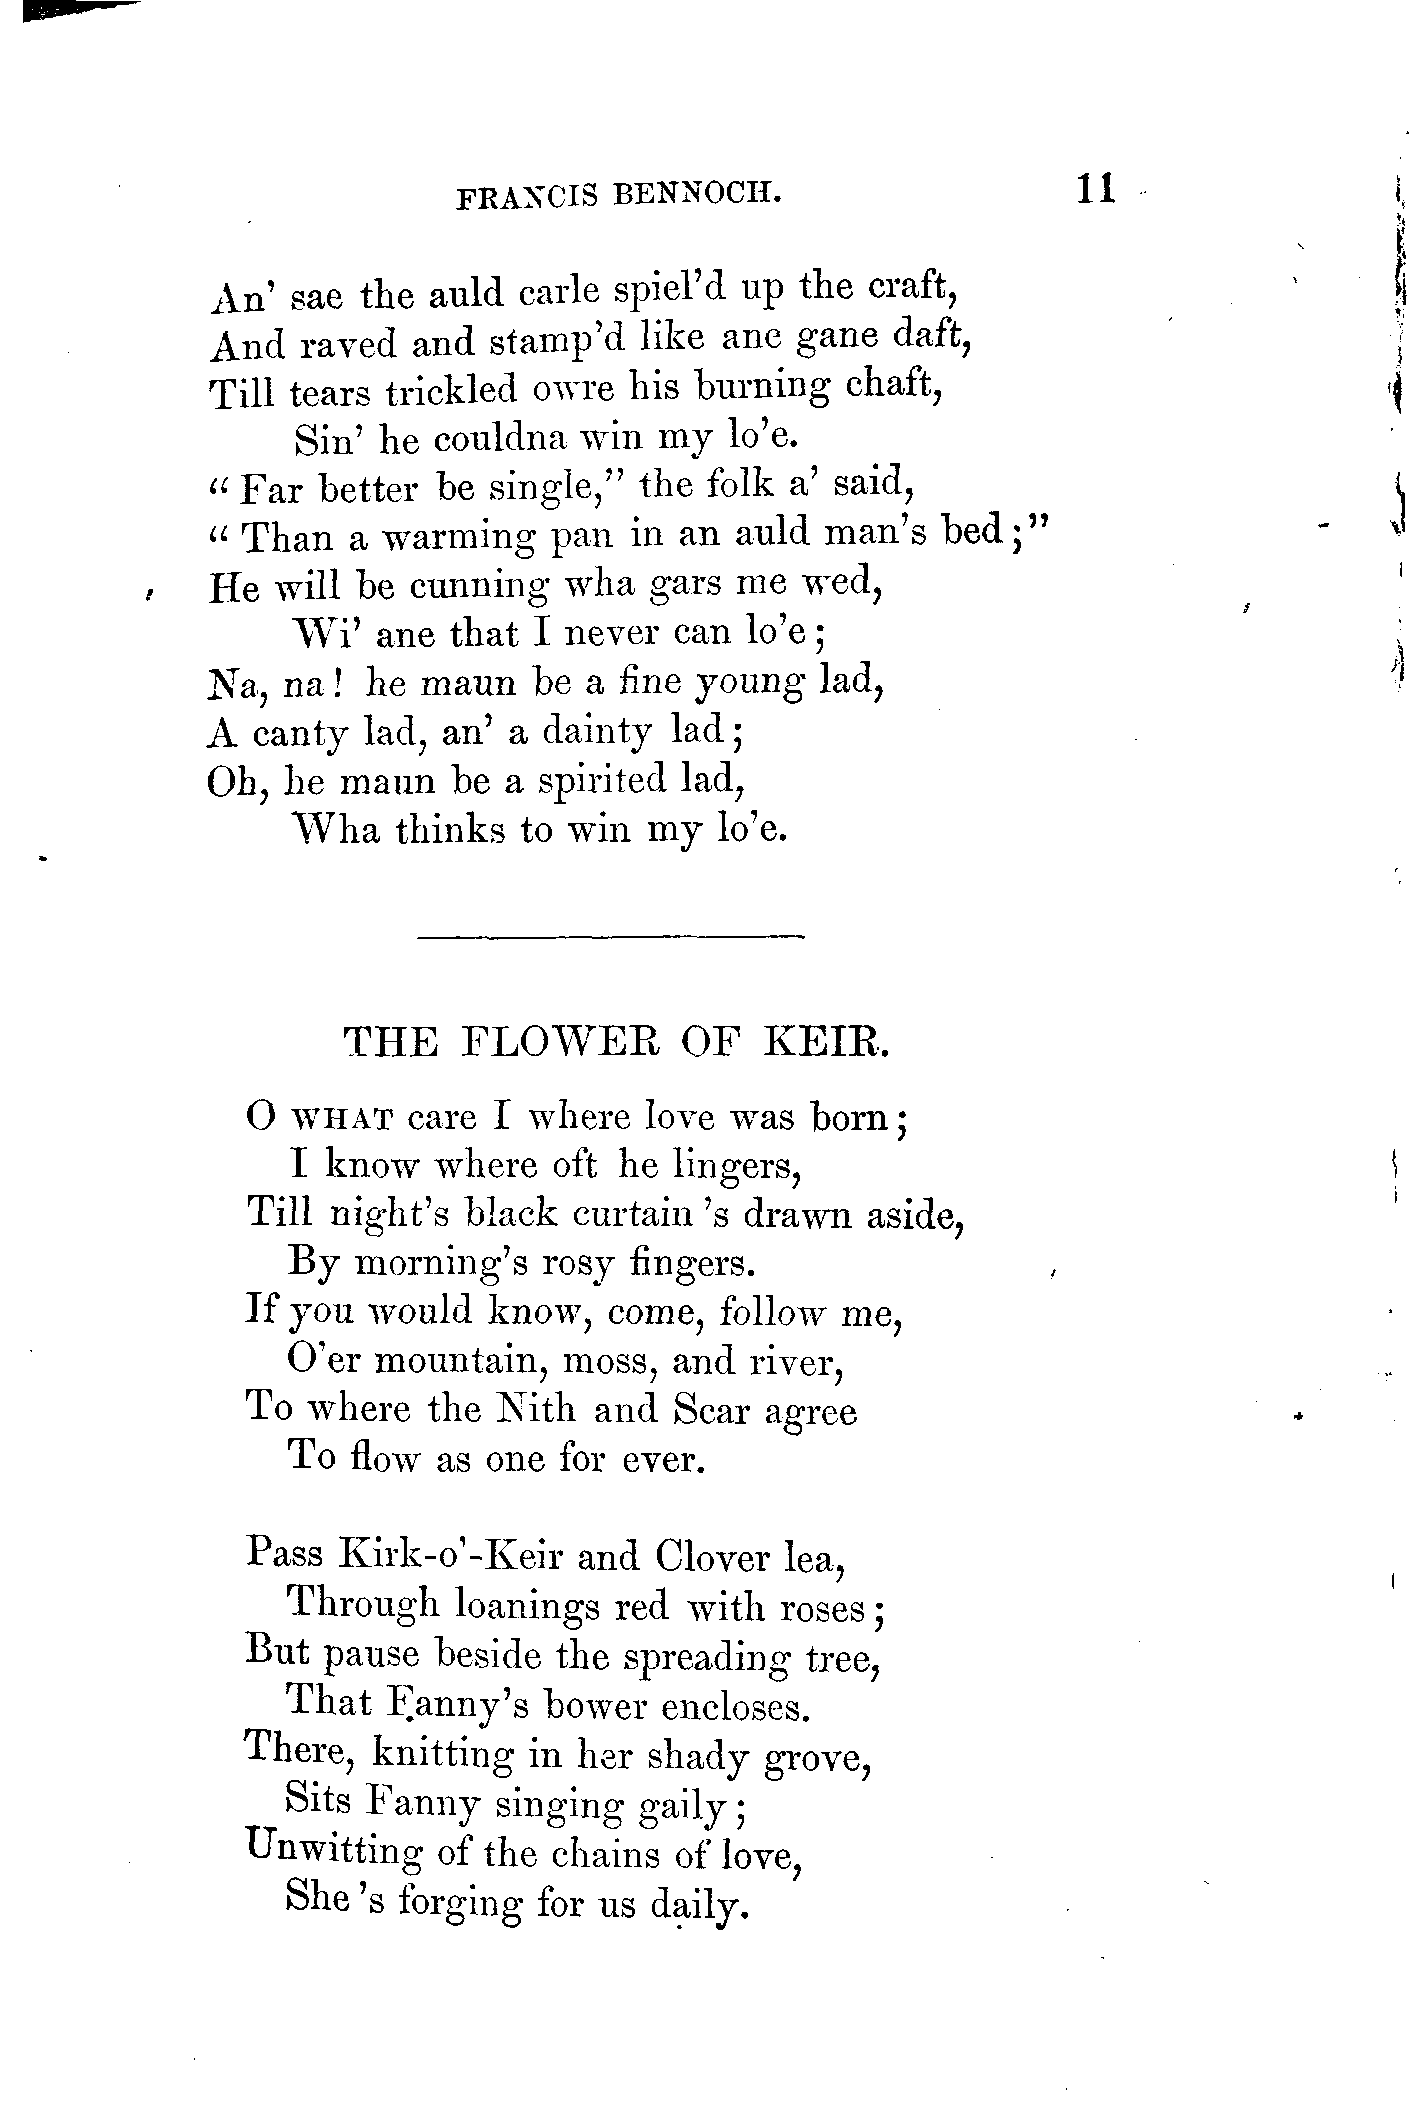 FRANCIS BENNOCH. 11
An' sae the auld carle spiel'd up the craft,
And raved and stamp'd like ane gane daft,
Till tears trickled owre his burning chaft,
Sin' he couldna win my lo'e.
"Far better be single," the folk a' said,
"Than a warming pan in an auld man's bed;"
He will be cunning wha gars me wed,
Wi' ane that I never can lo'e;
Na, na! he maun be a fine young lad,
A canty lad, an' a dainty lad;
Oh, he maun be a spirited lad,
Wha thinks to win my lo'e.
THE FLOWER OF KEIR.
O WHAT care I where love was born;
I know where oft he lingers,
Till night's black curtain 's drawn aside,
By morning's rosy fingers.
If you would know, come, follow me,
O'er mountain, moss, and river,
To where the Nith and Scar agree
To flow as one for ever.
Pass Kirk-o'-Keir and Clover lea,
Through loanings red with roses;
But pause beside the spreading tree,
That Fanny's bower encloses.
There, knitting in her shady grove,
Sits Fanny singing gaily;
Unwitting of the chains of love,
She 's forging for us daily.